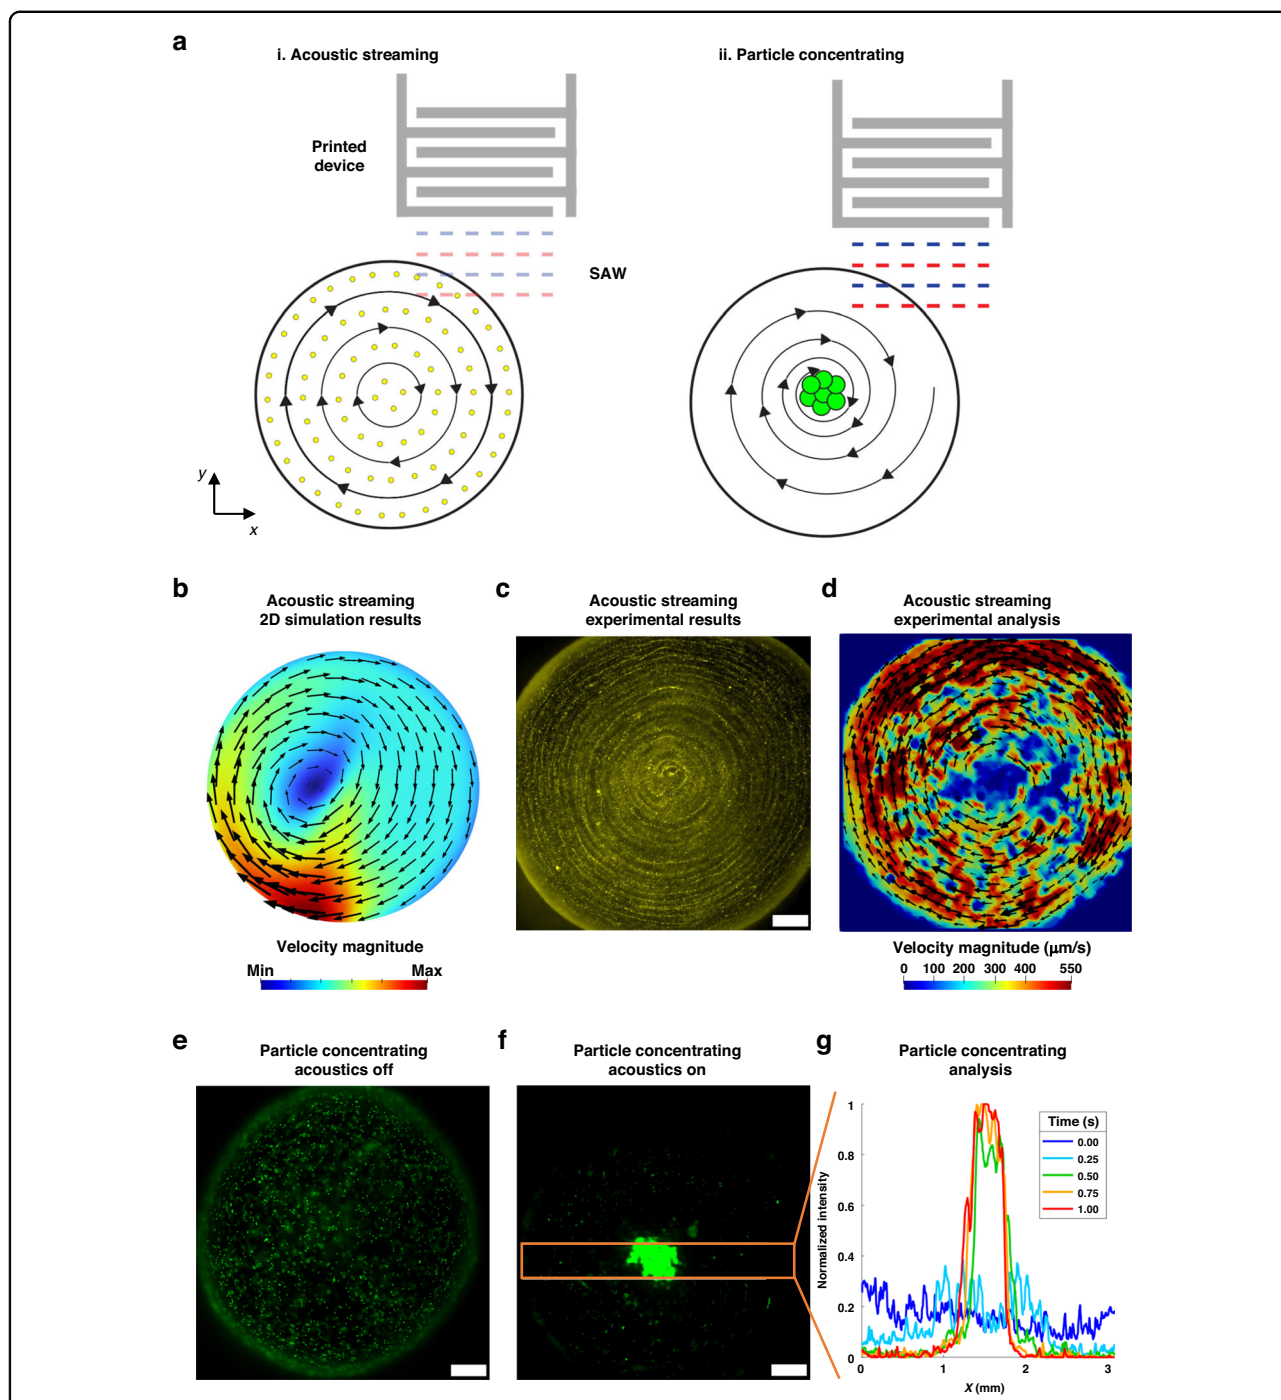 a
i. Acoustic streaming
ii. Particle concentrating
Printed
device
SAW
y
x
b
Acoustic streaming
2D simulation results
Velocity magnitude
Min
Max
c
Acoustic streaming
experimental results
d
Acoustic streaming
experimental analysis
Velocity magnitude (µm/s)
0 100 200 300 400 550
e
Particle concentrating
acoustics off
f
Particle concentrating
acoustics on
g
Particle concentrating
analysis
Normalized intensity
1
0.8
0.6
0.4
0.2
0
0 1 2 3
X (mm)
Time (s)
0.00
0.25
0.50
0.75
1.00